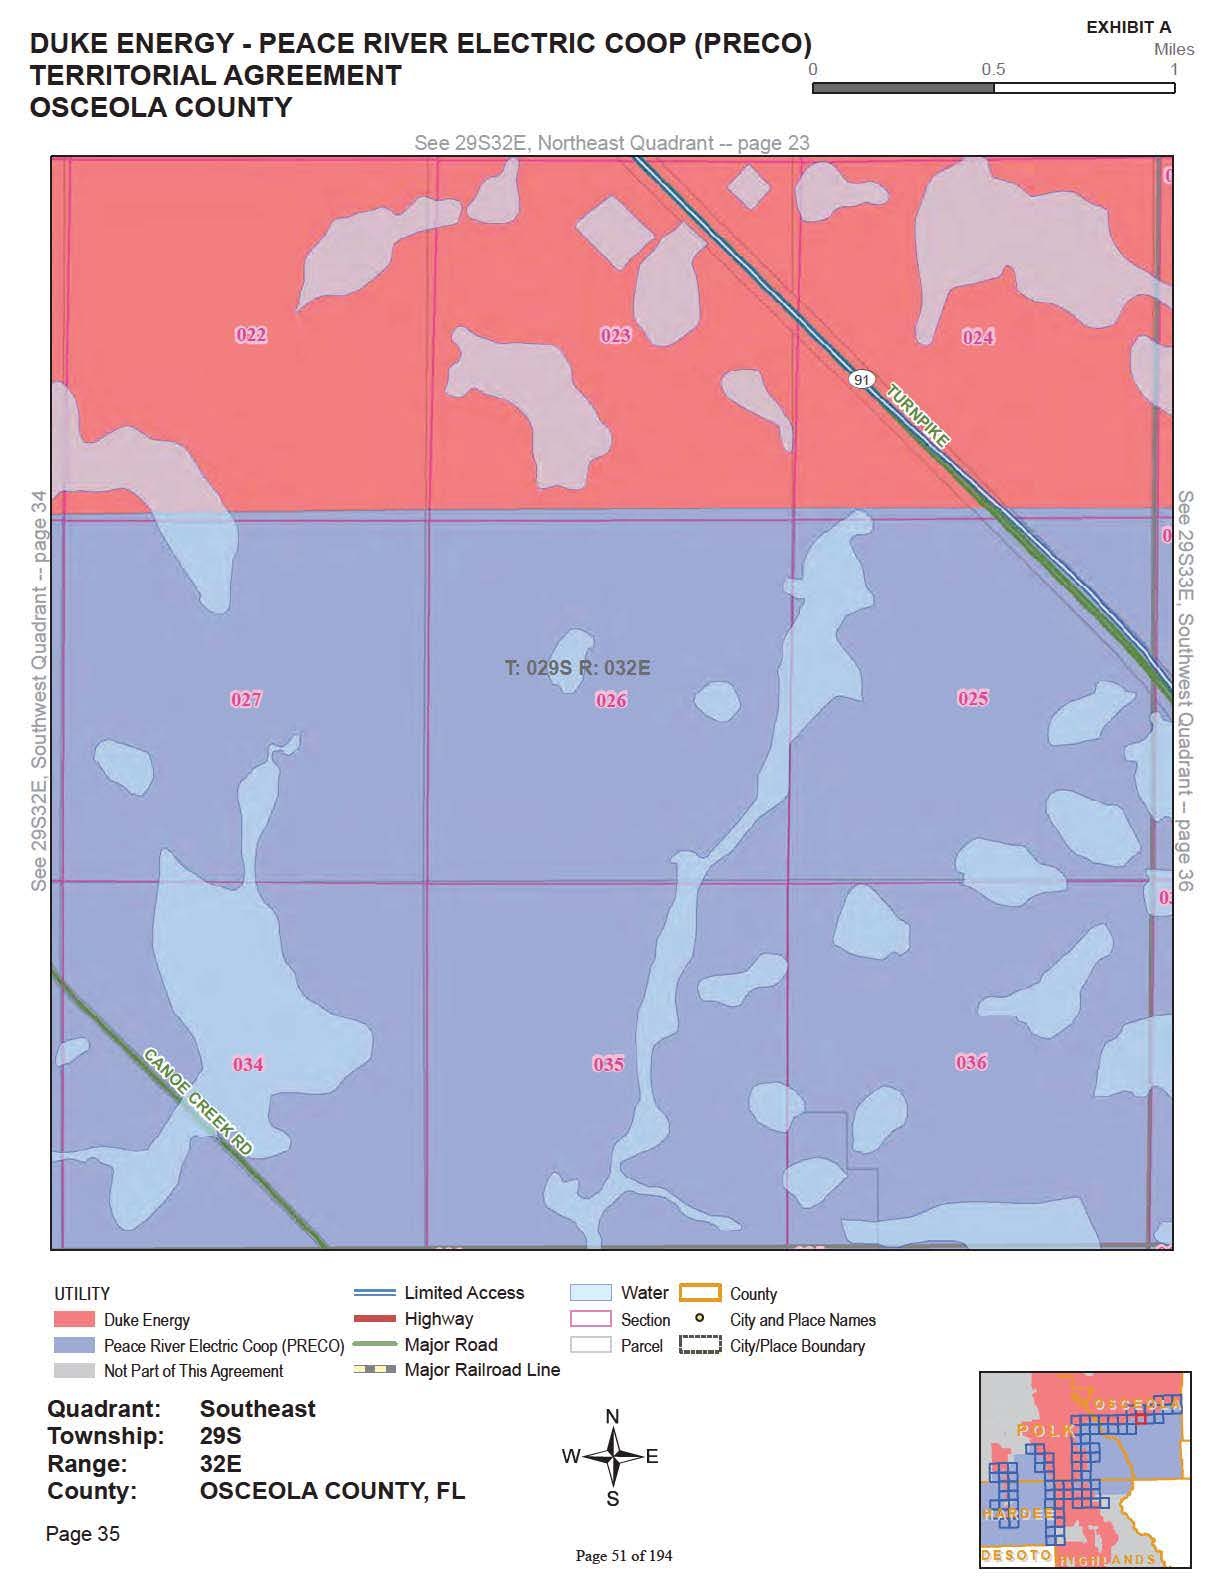 DUKE ENERGY - PEACE RIVER ELECTRIC COOP (PRECO)
TERRITORIAL AGREEMENT
OSCEOLA COUNTY
EXHIBIT A
Miles
0 0.5 1
See 29S32E, Northeast Quadrant -- page 23
022
023
024
91
TURNPIKE
See 29S32E, Southwest Quadrant -- page 34
See 29S33E, Southwest Quadrant -- page 36
T: 029S R: 032E
027
026
025
034
035
036
CANOE CREEK RD
UTILITY
Duke Energy
Peace River Electric Coop (PRECO)
Not Part of This Agreement
Limited Access
Highway
Major Road
Major Railroad Line
Water
Section
Parcel
County
City and Place Names
City/Place Boundary
Quadrant: Southeast
Township: 29S
Range: 32E
County: OSCEOLA COUNTY, FL
Page 35
N
W E
S
Page 51 of 194
OSCEOLA
POLK
HARDEE
DESOTO
HIGHLANDS